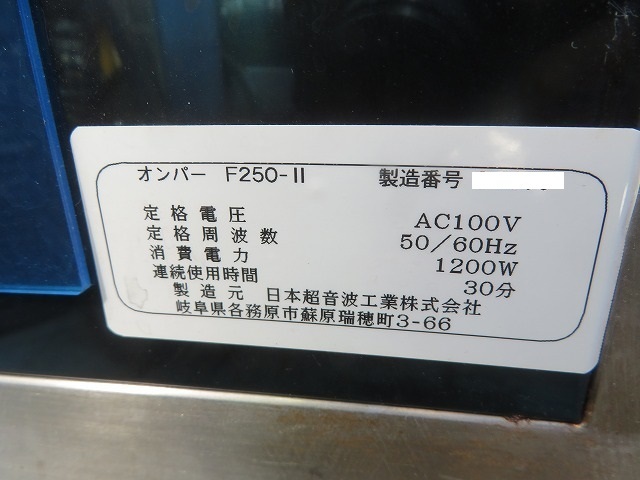 オンパー F250-II 製造番号
定格電圧 AC100V
定格周波数 50/60Hz
消費電力 1200W
連続使用時間 30分
製造元 日本超音波工業株式会社
岐阜県各務原市蘇原瑞穂町3-66